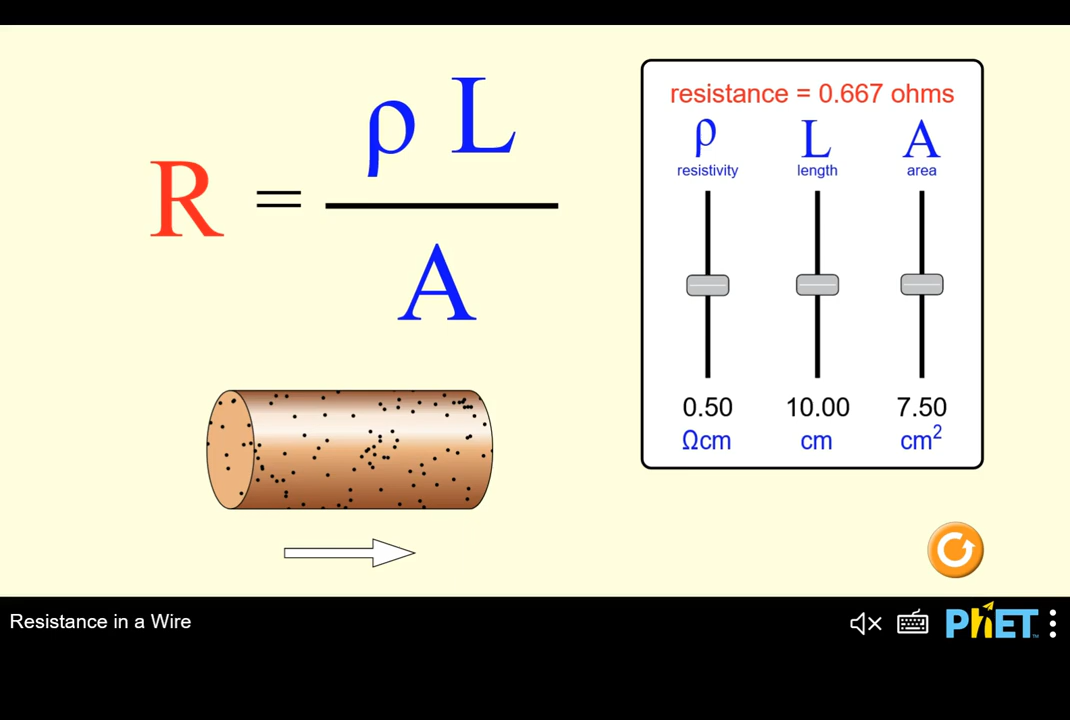 R = ρ L / A
resistance = 0.667 ohms
ρ L A
resistivity length area
0.50 10.00 7.50
Ωcm cm cm²
Resistance in a Wire
PhET